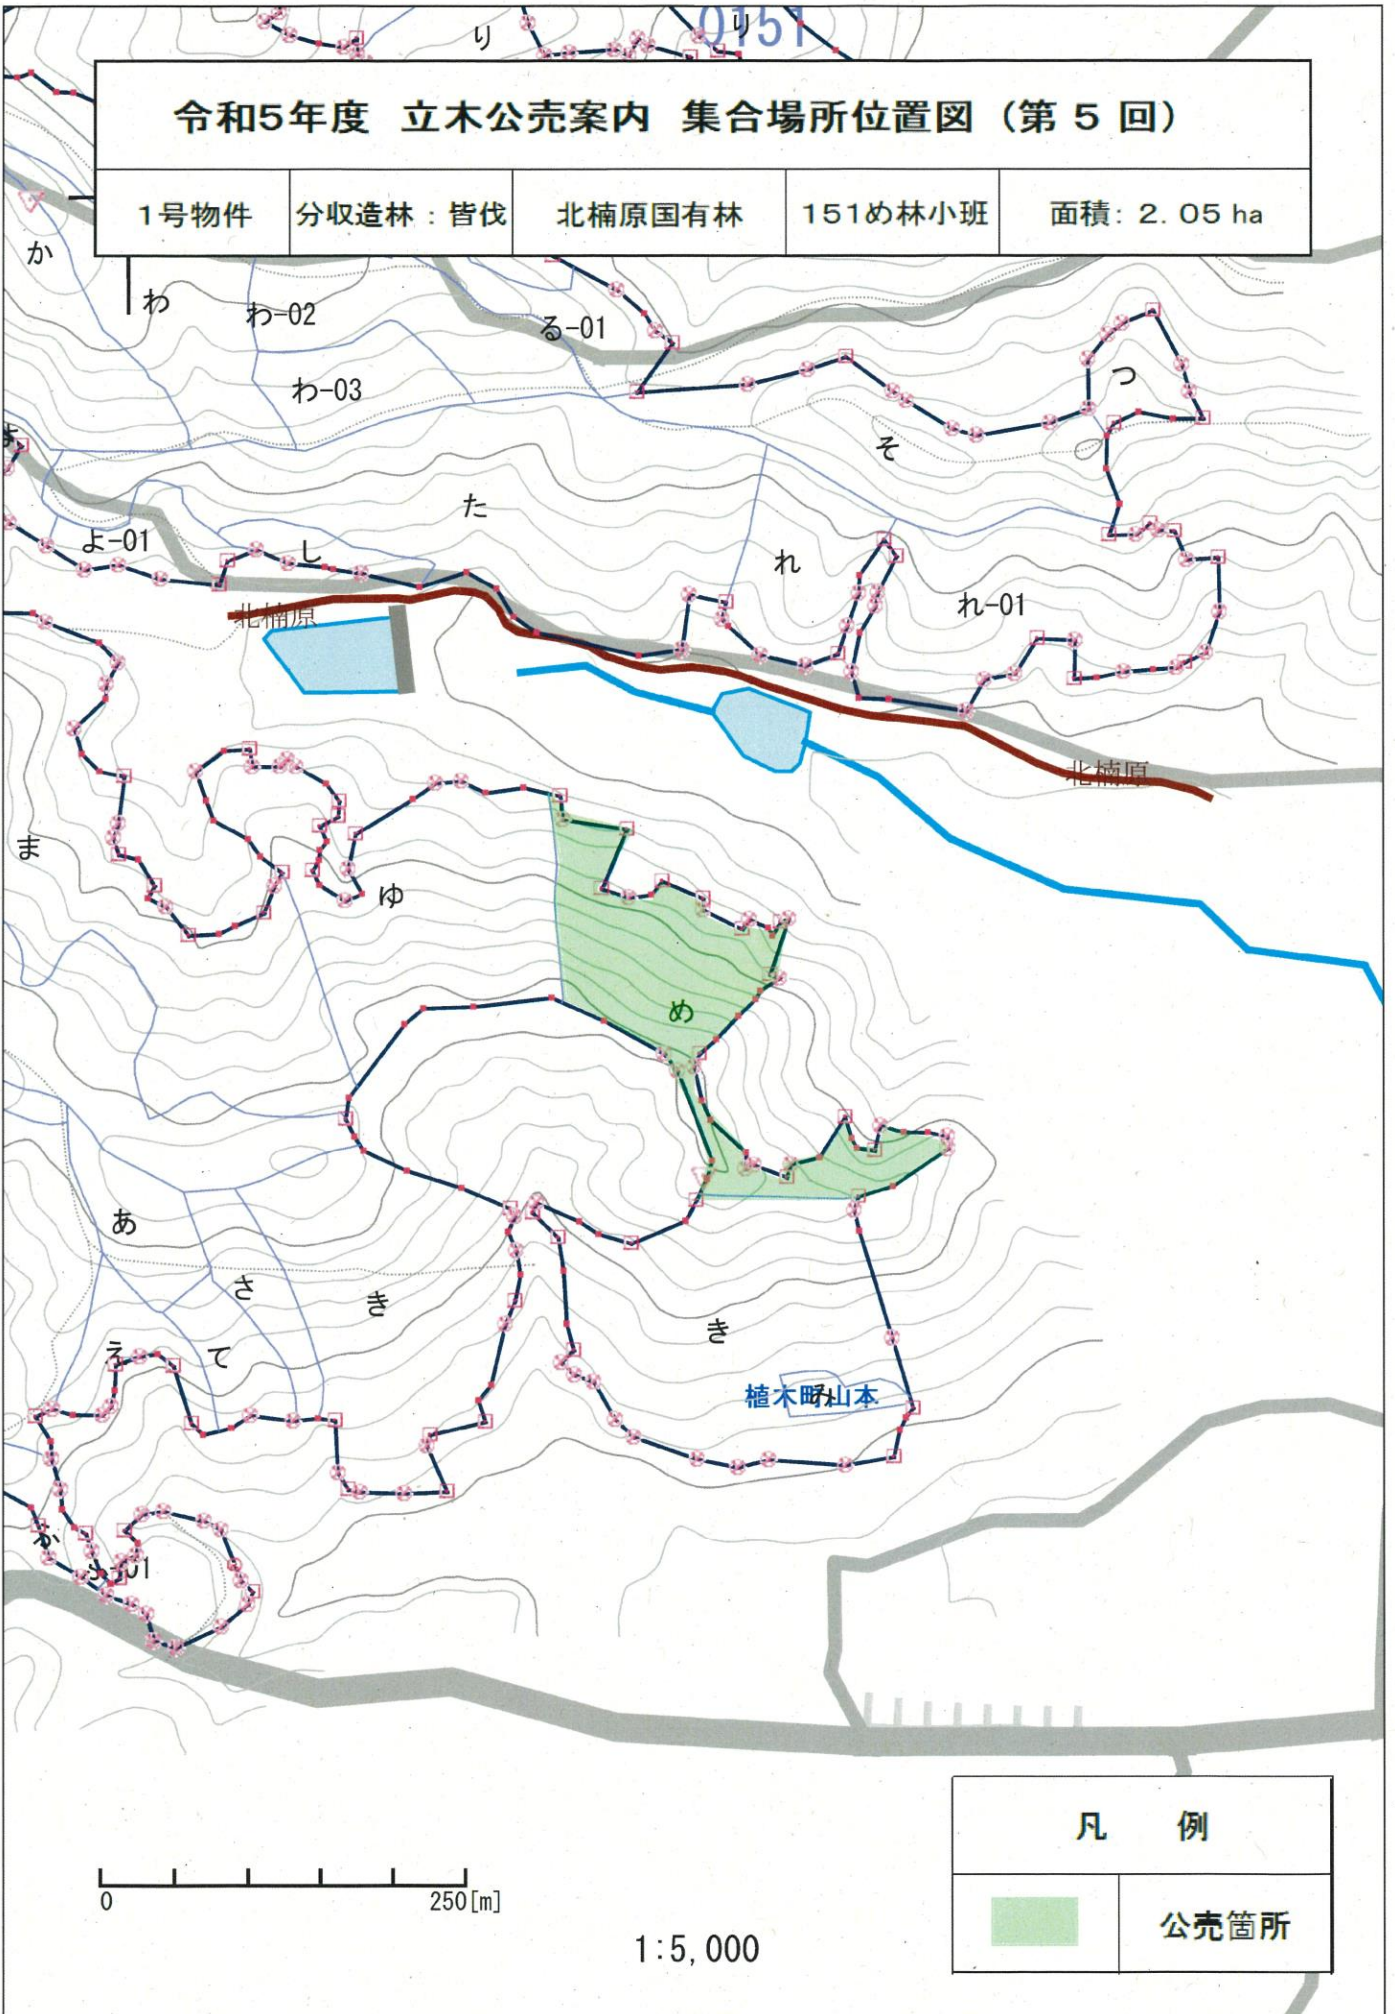 り
0151
り
令和5年度 立木公売案内 集合場所位置図（第 5 回）
1号物件 分収造林：皆伐 北楠原国有林 151め林小班 面積：2.05 ha
か
わ
わ-02
る-01
わ-03
つ
そ
た
よ-01
し
れ
れ-01
北楠原
北楠原
ま
ゆ
め
あ
さ
き
き
え
て
植木町山本
み
ふ
凡 例
公売箇所
0 250[m]
1:5,000